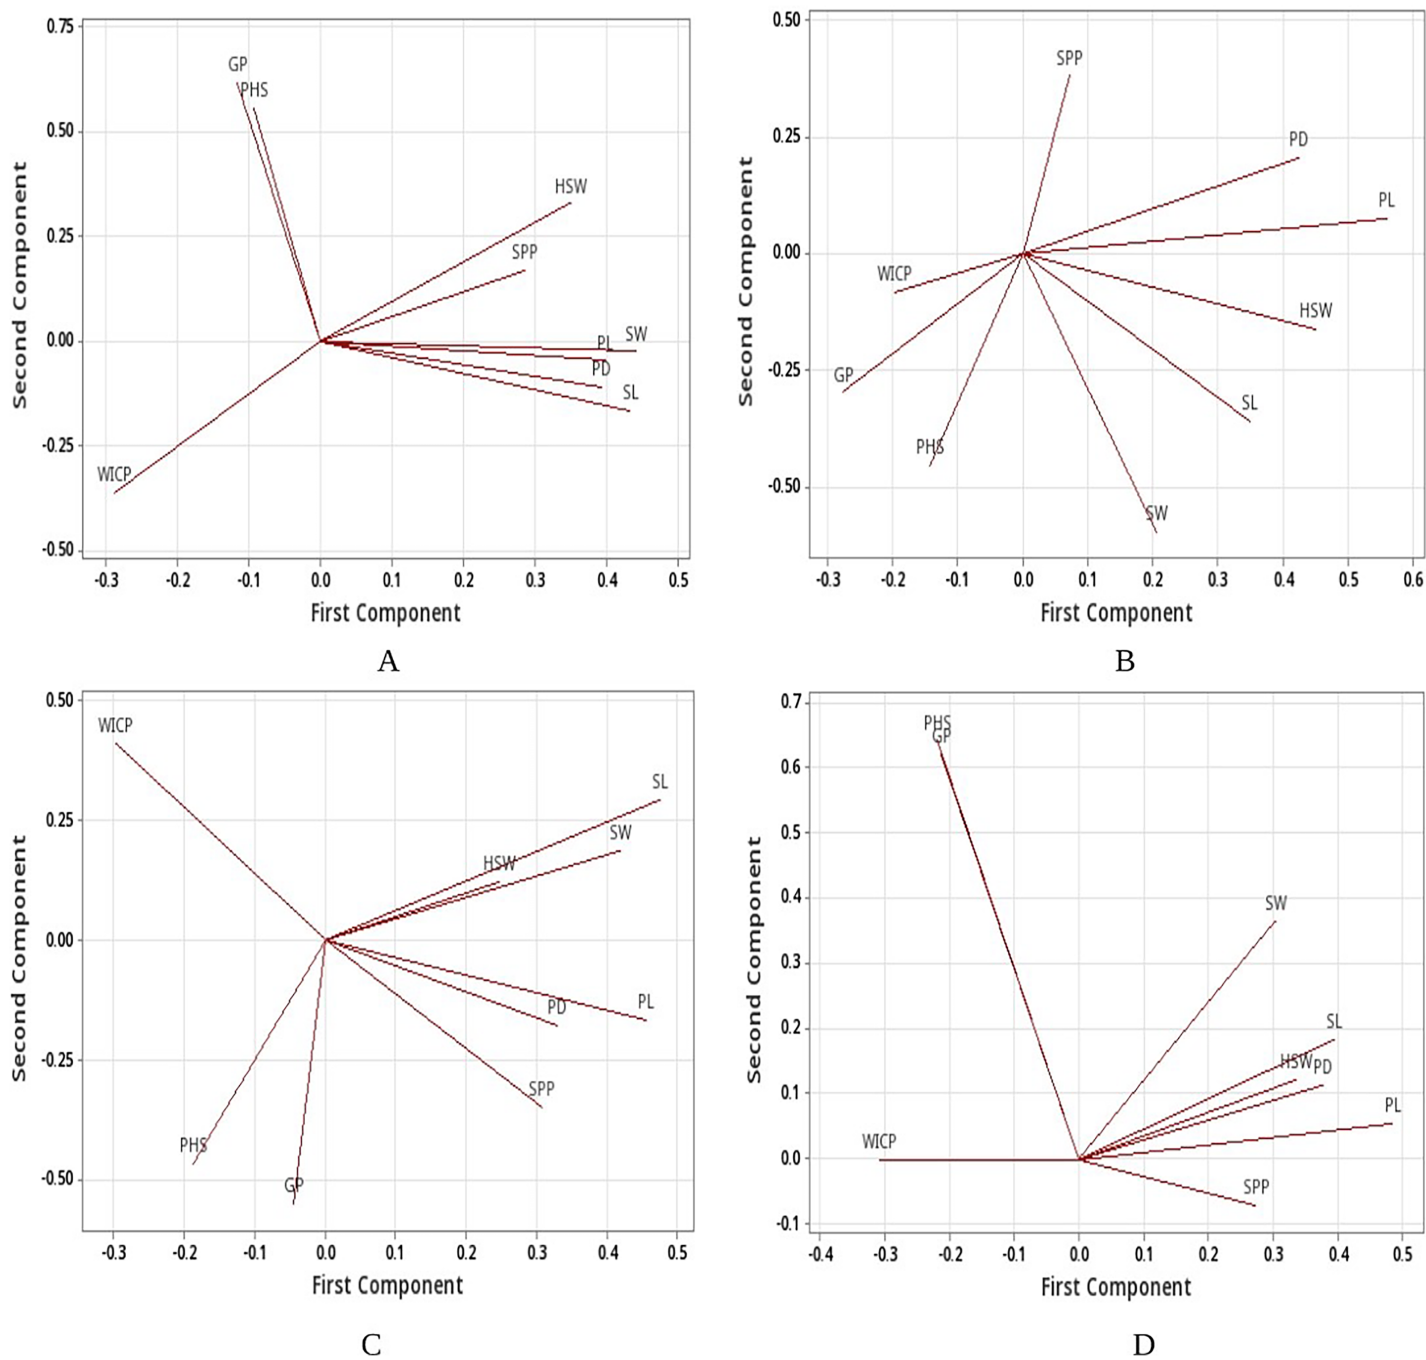 0.75
0.50
0.25
0.00
-0.25
-0.50
Second Component
GP
PHS
HSW
SPP
SW
PL
PD
SL
WICP
-0.3 -0.2 -0.1 0.0 0.1 0.2 0.3 0.4 0.5
First Component
A
0.50
0.25
0.00
-0.25
-0.50
Second Component
SPP
PD
PL
WICP
HSW
GP
SL
PHS
SW
-0.3 -0.2 -0.1 0.0 0.1 0.2 0.3 0.4 0.5 0.6
First Component
B
0.50
0.25
0.00
-0.25
-0.50
Second Component
WICP
SL
SW
HSW
PL
PD
SPP
PHS
GP
-0.3 -0.2 -0.1 0.0 0.1 0.2 0.3 0.4 0.5
First Component
C
0.7
0.6
0.5
0.4
0.3
0.2
0.1
0.0
-0.1
Second Component
PHS
GP
SW
SL
HSW
PD
PL
WICP
SPP
-0.4 -0.3 -0.2 -0.1 0.0 0.1 0.2 0.3 0.4 0.5
First Component
D